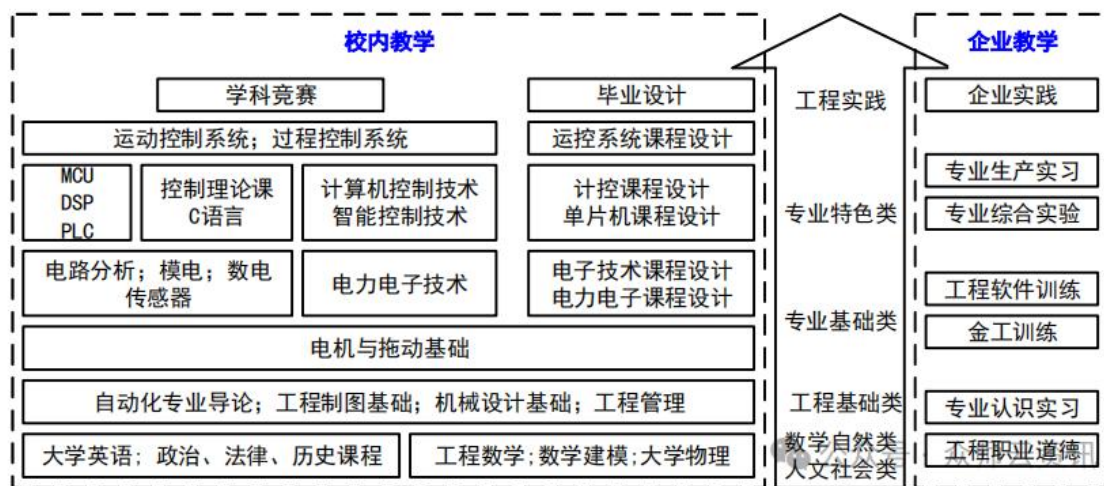 校内教学
学科竞赛
毕业设计
运动控制系统；过程控制系统
运控系统课程设计
MCU
DSP
PLC
控制理论课
C语言
计算机控制技术
智能控制技术
计控课程设计
单片机课程设计
电路分析；模电；数电
传感器
电力电子技术
电子技术课程设计
电力电子课程设计
电机与拖动基础
自动化专业导论；工程制图基础；机械设计基础；工程管理
大学英语；政治、法律、历史课程
工程数学;数学建模;大学物理
工程实践
专业特色类
专业基础类
工程基础类
数学自然类
人文社会类
企业教学
企业实践
专业生产实习
专业综合实验
工程软件训练
金工训练
专业认识实习
工程职业道德